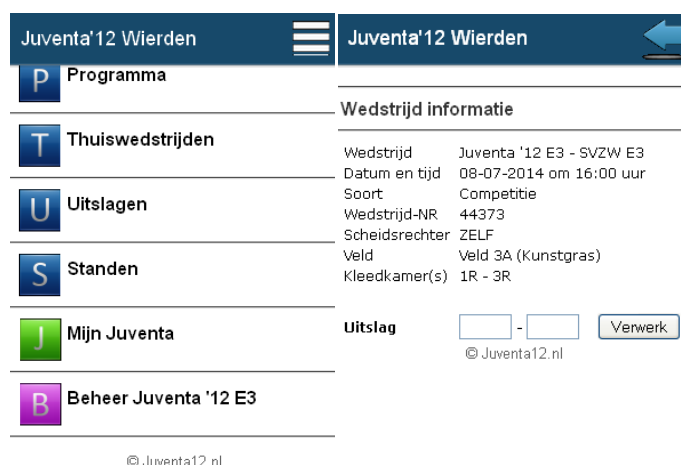 Juventa'12 Wierden
P Programma
T Thuiswedstrijden
U Uitslagen
S Standen
J Mijn Juventa
B Beheer Juventa '12 E3
© Juventa12.nl
Juventa'12 Wierden
Wedstrijd informatie
Wedstrijd Juventa '12 E3 - SVZW E3
Datum en tijd 08-07-2014 om 16:00 uur
Soort Competitie
Wedstrijd-NR 44373
Scheidsrechter ZELF
Veld Veld 3A (Kunstgras)
Kleedkamer(s) 1R - 3R
Uitslag - Verwerk
© Juventa12.nl